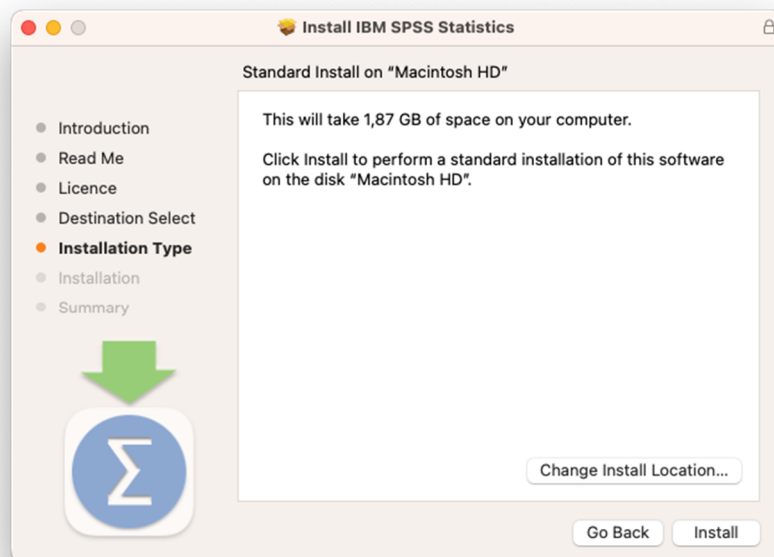 Install IBM SPSS Statistics
Standard Install on “Macintosh HD”
Introduction
Read Me
Licence
Destination Select
Installation Type
Installation
Summary
This will take 1,87 GB of space on your computer.
Click Install to perform a standard installation of this software
on the disk “Macintosh HD”.
Σ
Change Install Location...
Go Back
Install